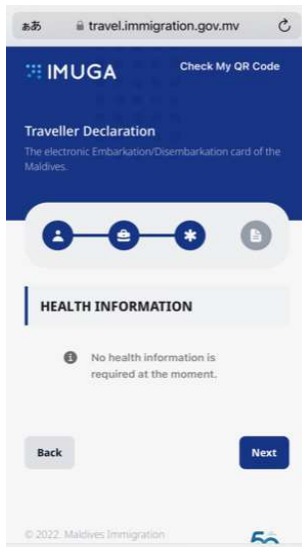 ああ travel.immigration.gov.mv
IMUGA Check My QR Code
Traveller Declaration
The electronic Embarkation/Disembarkation card of the
Maldives.
HEALTH INFORMATION
No health information is
required at the moment.
Back Next
© 2022. Maldives Immigration